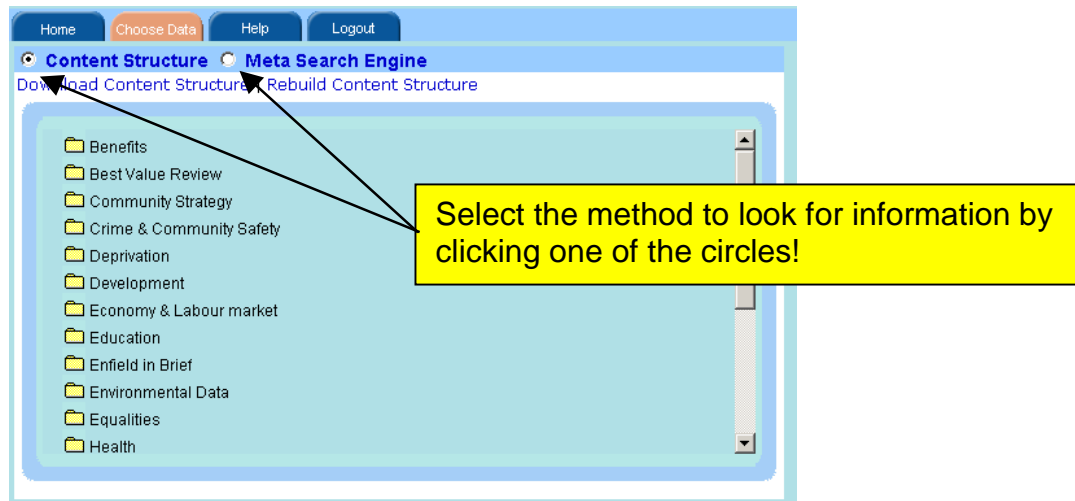 Home Choose Data Help Logout
Content Structure Meta Search Engine
Download Content Structure | Rebuild Content Structure
Benefits
Best Value Review
Community Strategy
Crime & Community Safety
Deprivation
Development
Economy & Labour market
Education
Enfield in Brief
Environmental Data
Equalities
Health
Select the method to look for information by
clicking one of the circles!